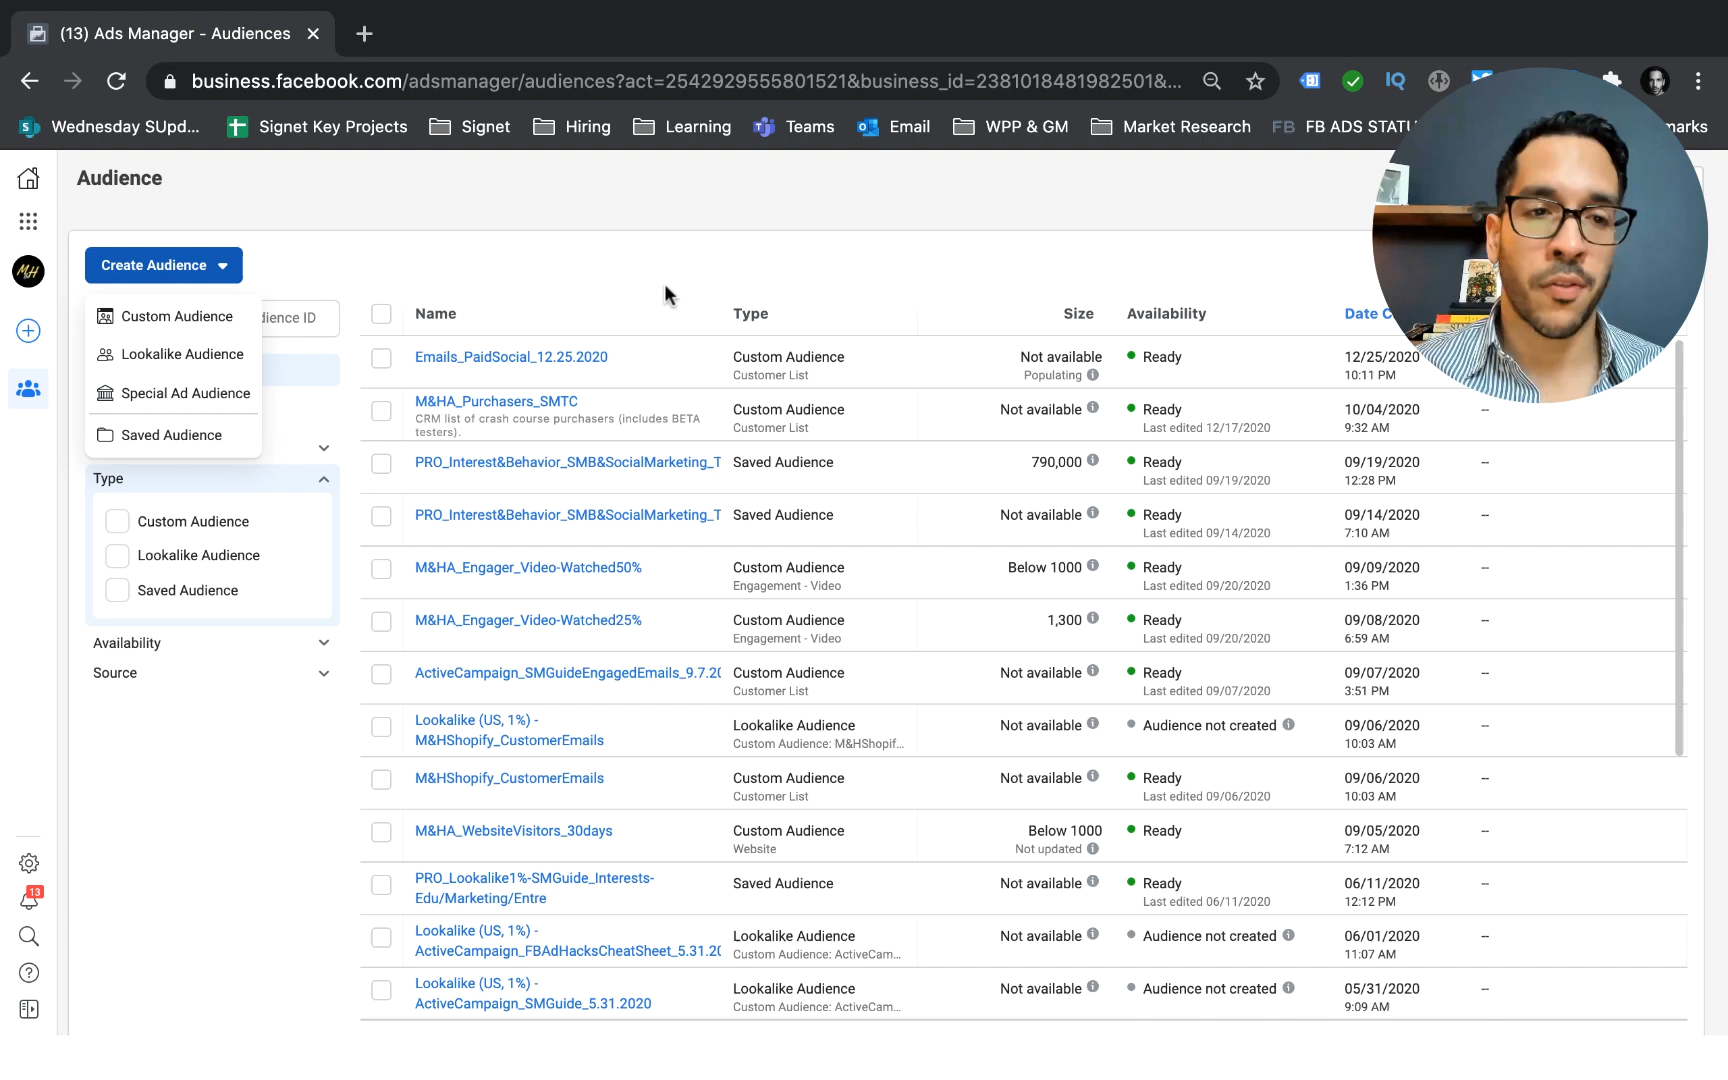 (13) Ads Manager - Audiences
business.facebook.com/adsmanager/audiences?act=2542929555801521&business_id=2381018481982501&...
IQ
Wednesday SUpd...
Signet Key Projects
Signet
Hiring
Learning
Teams
Email
WPP & GM
Market Research
FB FB ADS STATU
marks
Audience
M&H
Create Audience
Custom Audience
Lookalike Audience
Special Ad Audience
Saved Audience
dience ID
Type
Custom Audience
Lookalike Audience
Saved Audience
Availability
Source
13
Name Type Size Availability Date C
Emails_PaidSocial_12.25.2020 Custom Audience Not available Ready 12/25/2020
Customer List Populating 10:11 PM
M&HA_Purchasers_SMTC Custom Audience Not available Ready 10/04/2020 --
CRM list of crash course purchasers (includes BETA
testers). Customer List Last edited 12/17/2020 9:32 AM
PRO_Interest&Behavior_SMB&SocialMarketing_T Saved Audience 790,000 Ready 09/19/2020 --
Last edited 09/19/2020 12:28 PM
PRO_Interest&Behavior_SMB&SocialMarketing_T Saved Audience Not available Ready 09/14/2020 --
Last edited 09/14/2020 7:10 AM
M&HA_Engager_Video-Watched50% Custom Audience Below 1000 Ready 09/09/2020 --
Engagement - Video Last edited 09/20/2020 1:36 PM
M&HA_Engager_Video-Watched25% Custom Audience 1,300 Ready 09/08/2020 --
Engagement - Video Last edited 09/20/2020 6:59 AM
ActiveCampaign_SMGuideEngagedEmails_9.7.20 Custom Audience Not available Ready 09/07/2020 --
Customer List Last edited 09/07/2020 3:51 PM
Lookalike (US, 1%) - Lookalike Audience Not available Audience not created 09/06/2020 --
M&HShopify_CustomerEmails Custom Audience: M&HShopif... 10:03 AM
M&HShopify_CustomerEmails Custom Audience Not available Ready 09/06/2020 --
Customer List Last edited 09/06/2020 10:03 AM
M&HA_WebsiteVisitors_30days Custom Audience Below 1000 Ready 09/05/2020 --
Website Not updated 7:12 AM
PRO_Lookalike1%-SMGuide_Interests- Saved Audience Not available Ready 06/11/2020 --
Edu/Marketing/Entre Last edited 06/11/2020 12:12 PM
Lookalike (US, 1%) - Lookalike Audience Not available Audience not created 06/01/2020 --
ActiveCampaign_FBAdHacksCheatSheet_5.31.20 Custom Audience: ActiveCam... 11:07 AM
Lookalike (US, 1%) - Lookalike Audience Not available Audience not created 05/31/2020 --
ActiveCampaign_SMGuide_5.31.2020 Custom Audience: ActiveCam... 9:09 AM